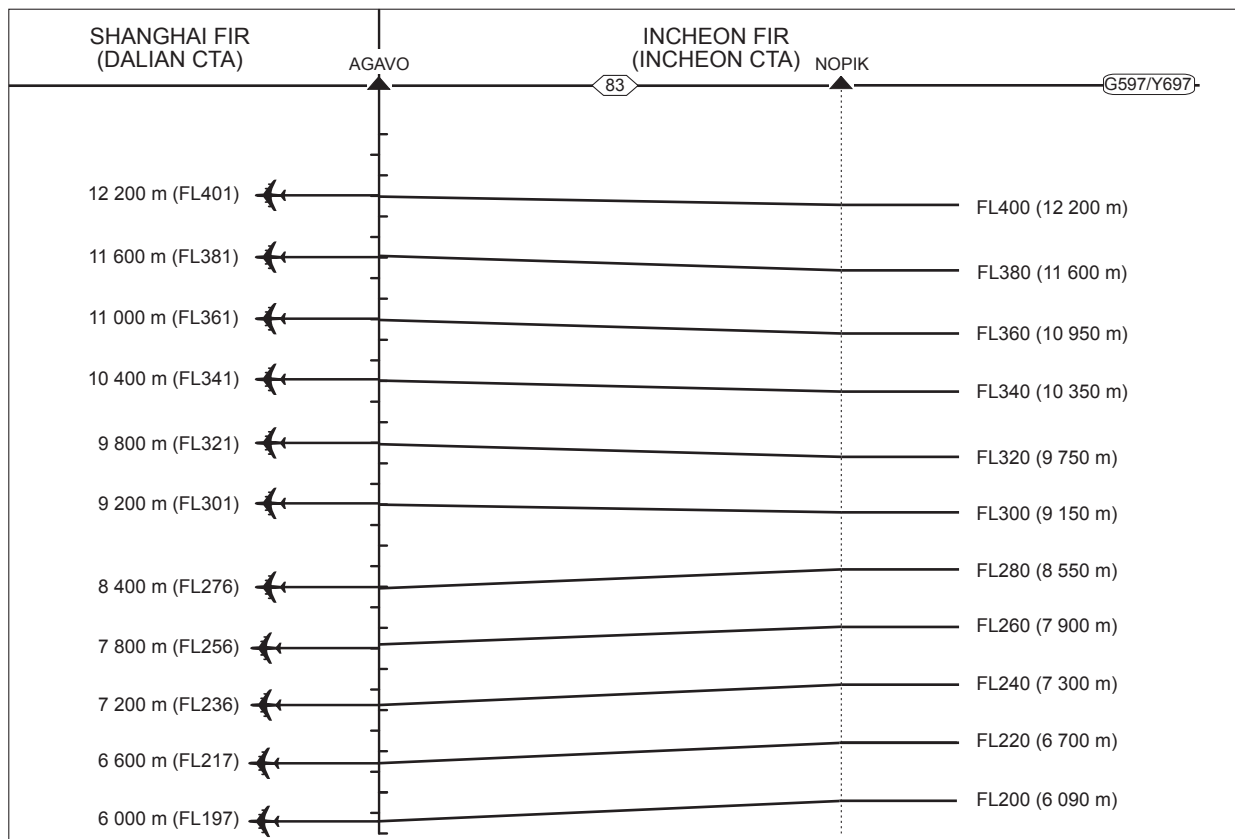 SHANGHAI FIR
(DALIAN CTA)
INCHEON FIR
(INCHEON CTA)
AGAVO
83
NOPIK
G597/Y697
12 200 m (FL401)
FL400 (12 200 m)
11 600 m (FL381)
FL380 (11 600 m)
11 000 m (FL361)
FL360 (10 950 m)
10 400 m (FL341)
FL340 (10 350 m)
9 800 m (FL321)
FL320 (9 750 m)
9 200 m (FL301)
FL300 (9 150 m)
8 400 m (FL276)
FL280 (8 550 m)
7 800 m (FL256)
FL260 (7 900 m)
7 200 m (FL236)
FL240 (7 300 m)
6 600 m (FL217)
FL220 (6 700 m)
6 000 m (FL197)
FL200 (6 090 m)